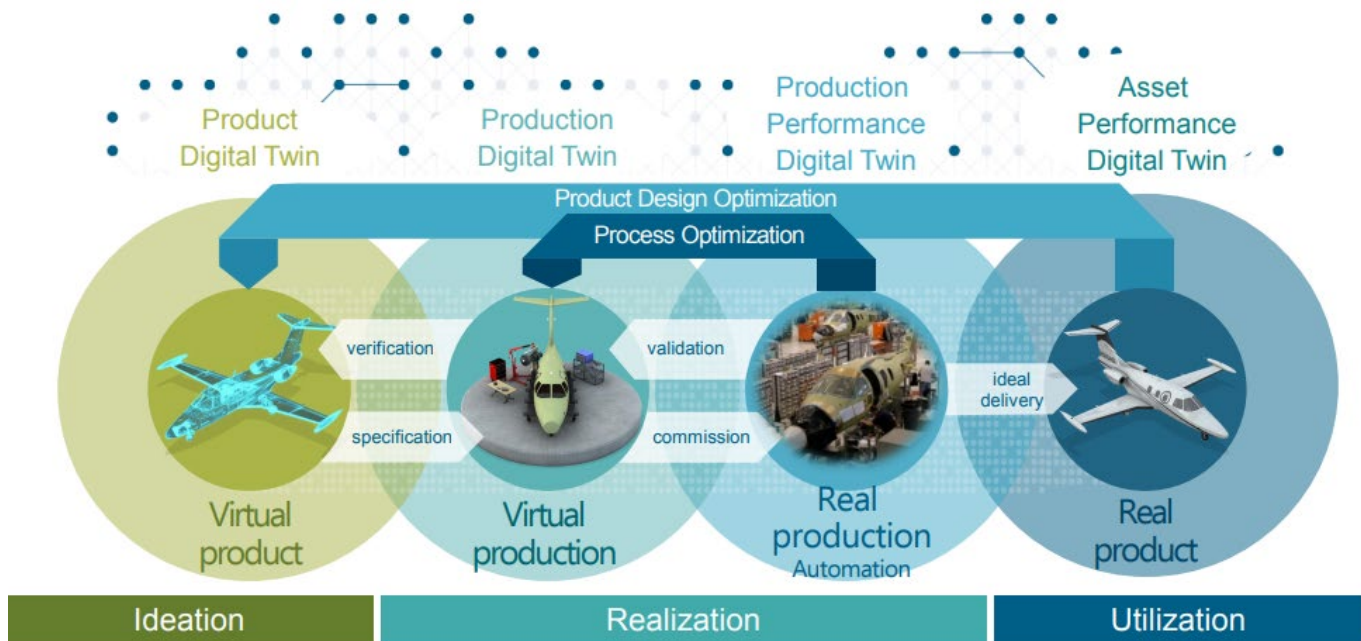 Product
Digital Twin
Production
Digital Twin
Production
Performance
Digital Twin
Asset
Performance
Digital Twin
Product Design Optimization
Process Optimization
verification
validation
ideal
delivery
specification
commission
Virtual
product
Virtual
production
Real
production
Automation
Real
product
Ideation
Realization
Utilization